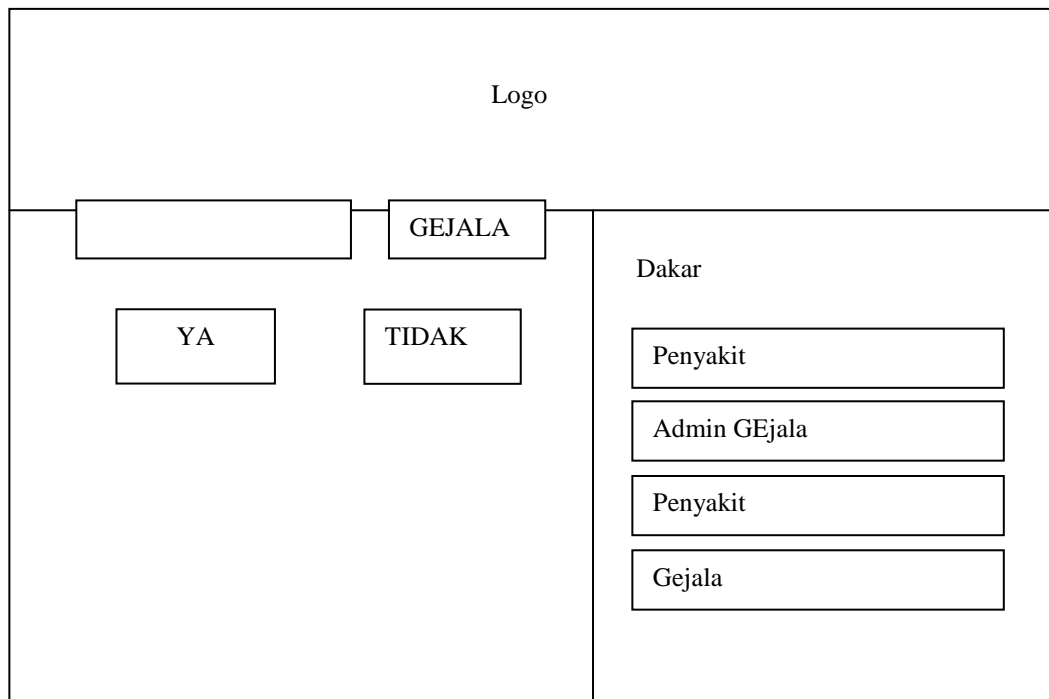 Logo
GEJALA
YA
TIDAK
Dakar
Penyakit
Admin GEjala
Penyakit
Gejala